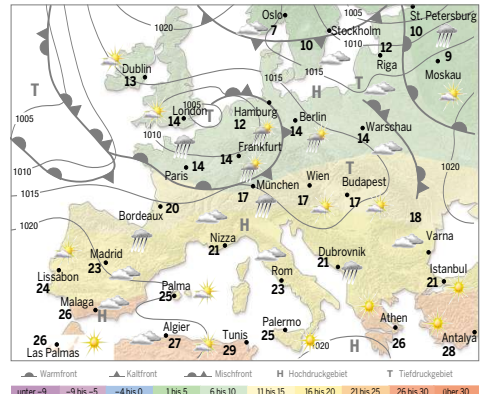 1020
Oslo
7
1005
St. Petersburg
10
Stockholm
10
1010
12
Riga
9
Moskau
1015
1015
H
T
Dublin
13
T
1005
London
14
1005
T
1010
Hamburg
12
Berlin
14
Warschau
14
Frankfurt
14
Paris
14
1010
1015
1020
München
17
Wien
17
T
Budapest
17
1020
Bordeaux
20
18
Nizza
21
H
Varna
Madrid
23
Dubrovnik
21
Lissabon
24
Rom
23
Istanbul
21
Palma
25
Malaga
26
H
Palermo
25
Athen
26
Algier
27
Tunis
29
1020
H
Antalya
28
26
Las Palmas
Warmfront Kaltfront Mischfront H Hochdruckgebiet T Tiefdruckgebiet
unter –9 –9 bis –5 –4 bis 0 1 bis 5 6 bis 10 11 bis 15 16 bis 20 21 bis 25 26 bis 30 über 30